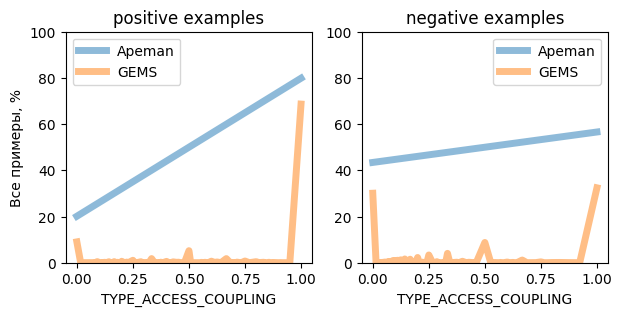 positive examples
negative examples
Все примеры, %
100
80
60
40
20
0
Apeman
GEMS
0.00 0.25 0.50 0.75 1.00
TYPE_ACCESS_COUPLING
100
80
60
40
20
0
Apeman
GEMS
0.00 0.25 0.50 0.75 1.00
TYPE_ACCESS_COUPLING